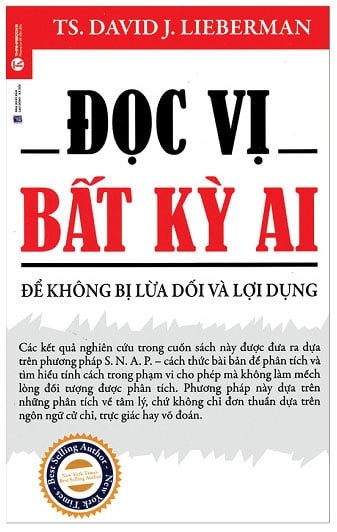 TS. DAVID J. LIEBERMAN
ĐỌC VỊ
BẤT KỲ AI
ĐỂ KHÔNG BỊ LỪA DỐI VÀ LỢI DỤNG
Các kết quả nghiên cứu trong cuốn sách này được đưa ra dựa
trên phương pháp S. N. A. P. – cách thức bài bản để phân tích và
tìm hiểu tính cách trong phạm vi cho phép mà không làm mếch
lòng đối tượng được phân tích. Phương pháp này dựa trên
những phân tích về tâm lý, chứ không chỉ đơn thuần dựa trên
ngôn ngữ cử chỉ, trực giác hay võ đoán.
Best Selling Author
New York Times
New York Times
Best Selling Author